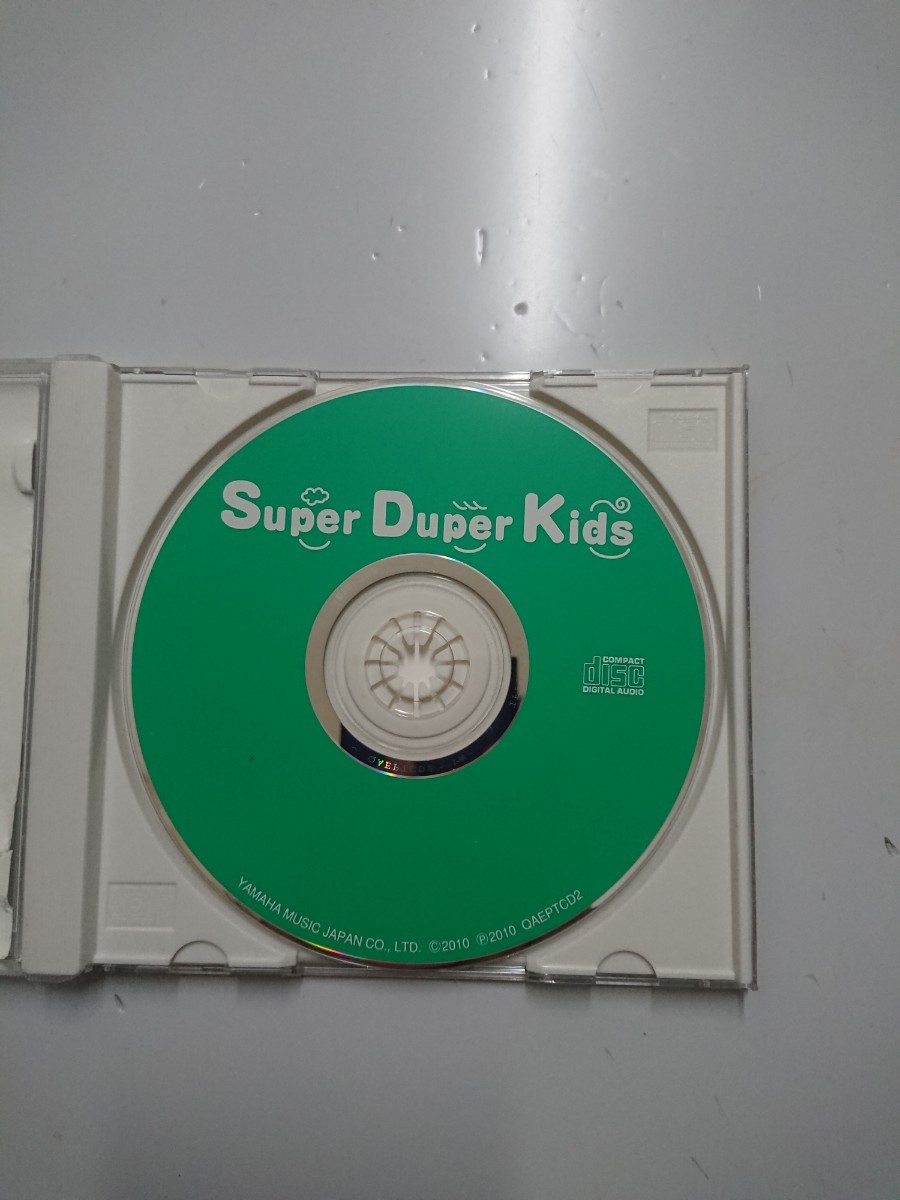 Super Duper Kids
COMPACT
disc
DIGITAL AUDIO
YAMAHA MUSIC JAPAN CO., LTD. ©2010 ℗2010 QAEPTCD2